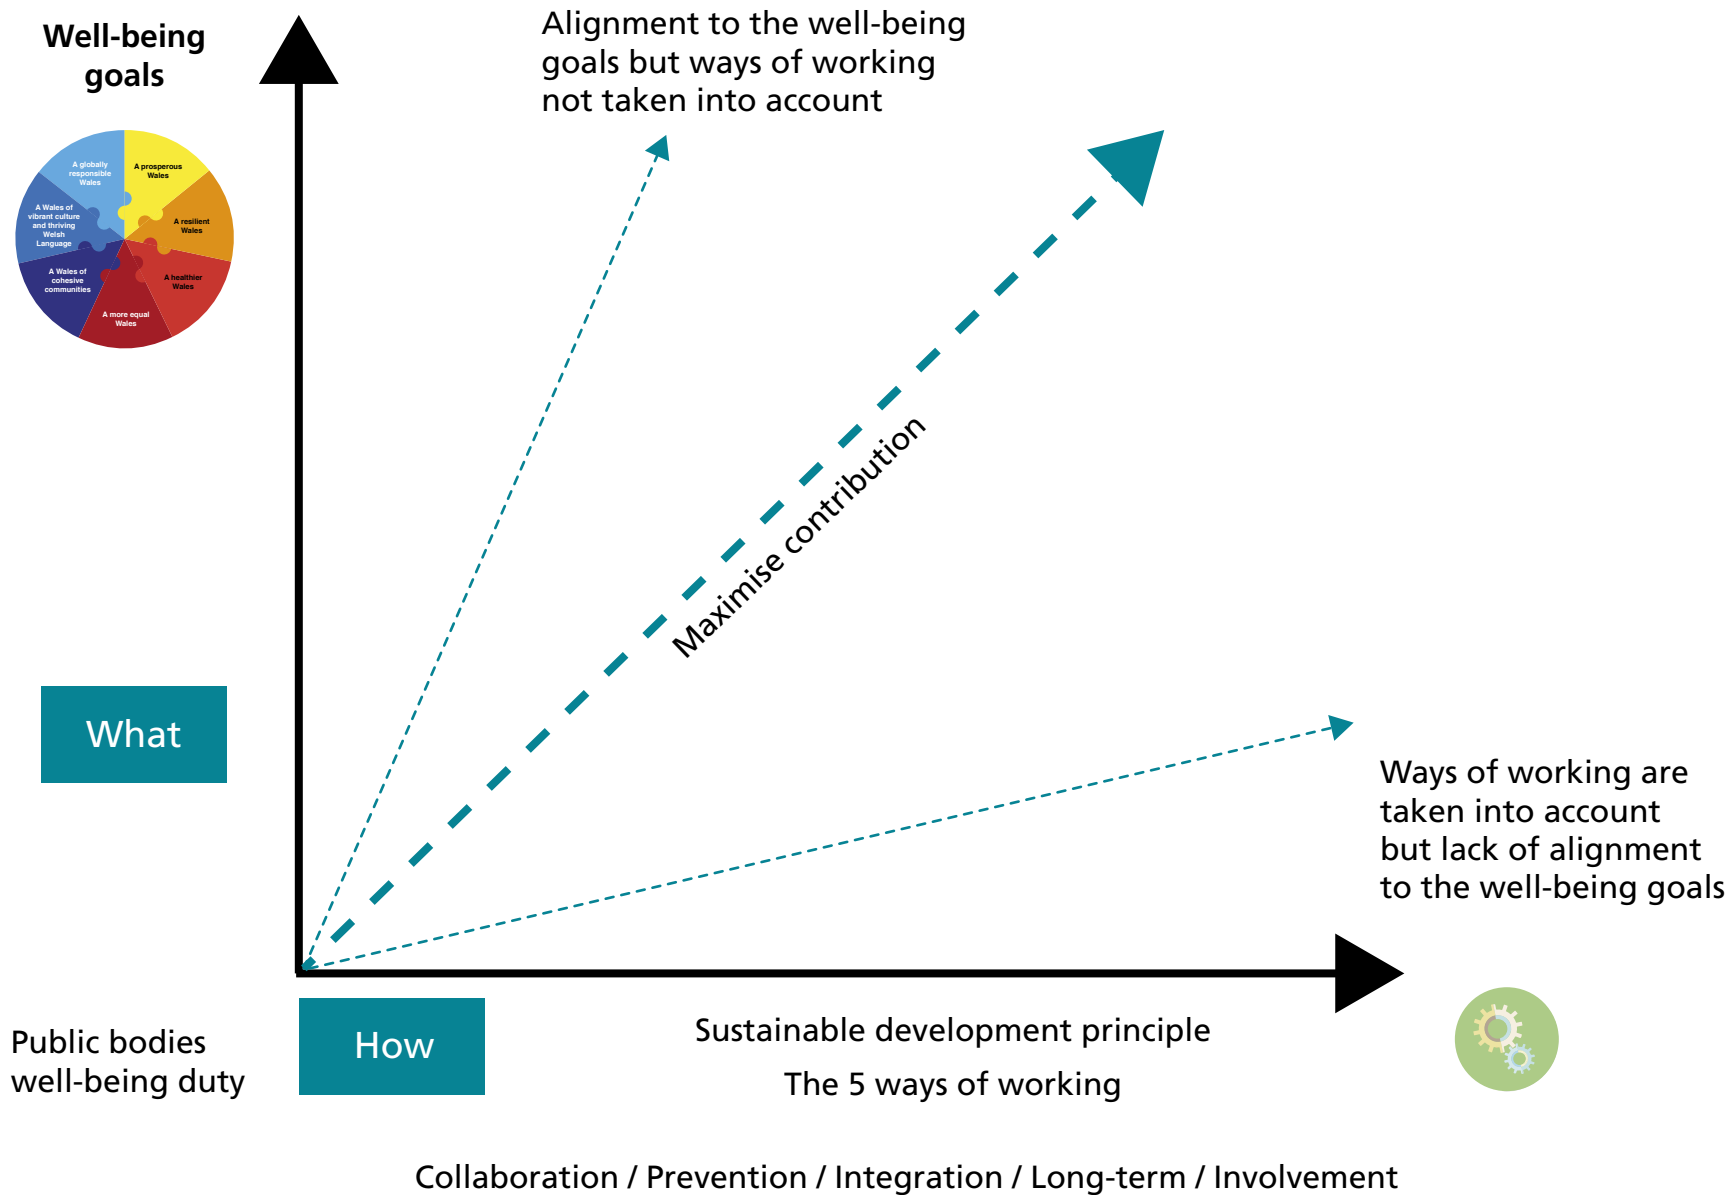 Well-being
goals
Alignment to the well-being
goals but ways of working
not taken into account
A globally
responsible
Wales
A prosperous
Wales
A Wales of
vibrant culture
and thriving
Welsh
Language
A resilient
Wales
A Wales of
cohesive
communities
A healthier
Wales
A more equal
Wales
Maximise contribution
What
Ways of working are
taken into account
but lack of alignment
to the well-being goals
Public bodies
well-being duty
How
Sustainable development principle
The 5 ways of working
Collaboration / Prevention / Integration / Long-term / Involvement